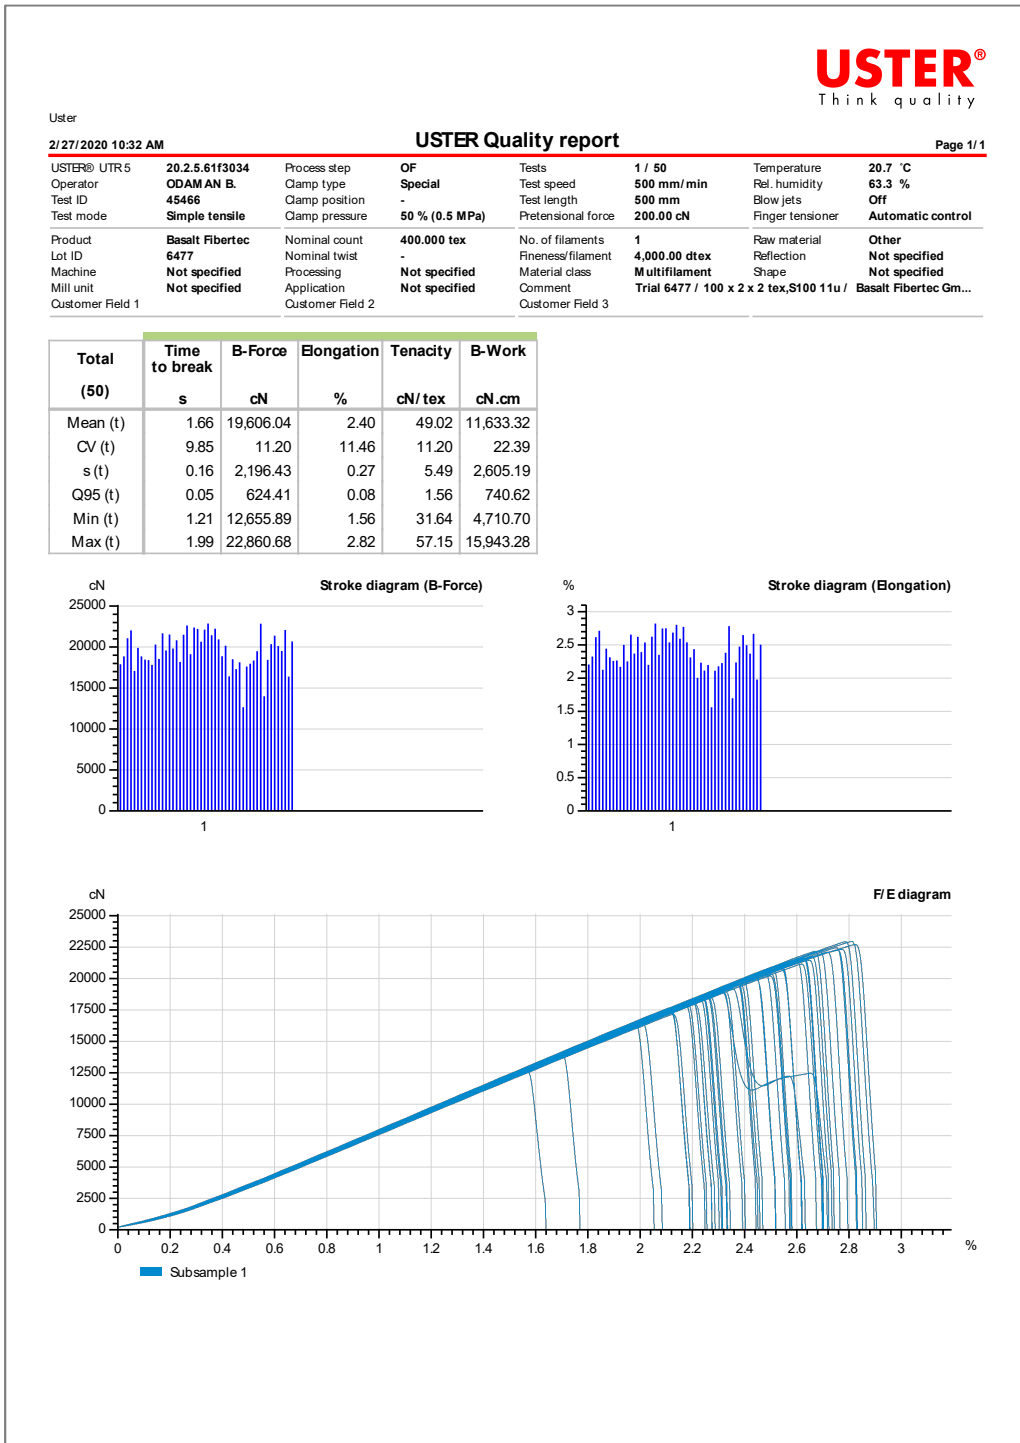 USTER®
Think quality
Uster
2/27/2020 10:32 AM USTER Quality report Page 1/1
USTER® UTR 5 20.2.5.61f3034 Process step OF Tests 1 / 50 Temperature 20.7 °C
Operator ODAMAN B. Clamp type Special Test speed 500 mm/min Rel. humidity 63.3 %
Test ID 45466 Clamp position - Test length 500 mm Blow jets Off
Test mode Simple tensile Clamp pressure 50 % (0.5 MPa) Pretensional force 200.00 cN Finger tensioner Automatic control
Product Basalt Fibertec Nominal count 400.000 tex No. of filaments 1 Raw material Other
Lot ID 6477 Nominal twist - Fineness/filament 4,000.00 dtex Reflection Not specified
Machine Not specified Processing Not specified Material class Multifilament Shape Not specified
Mill unit Not specified Application Not specified Comment Trial 6477 / 100 x 2 x 2 tex,S100 11u / Basalt Fibertec Gm...
Customer Field 1 Customer Field 2 Customer Field 3
Total Time B-Force Elongation Tenacity B-Work
to break
(50) s cN % cN/tex cN.cm
Mean (t) 1.66 19,606.04 2.40 49.02 11,633.32
CV (t) 9.85 11.20 11.46 11.20 22.39
s (t) 0.16 2,196.43 0.27 5.49 2,605.19
Q95 (t) 0.05 624.41 0.08 1.56 740.62
Min (t) 1.21 12,655.89 1.56 31.64 4,710.70
Max (t) 1.99 22,860.68 2.82 57.15 15,943.28
cN Stroke diagram (B-Force)
25000
20000
15000
10000
5000
0
1
% Stroke diagram (Elongation)
3
2.5
2
1.5
1
0.5
0
1
cN F/E diagram
25000
22500
20000
17500
15000
12500
10000
7500
5000
2500
0
0 0.2 0.4 0.6 0.8 1 1.2 1.4 1.6 1.8 2 2.2 2.4 2.6 2.8 3 %
Subsample 1